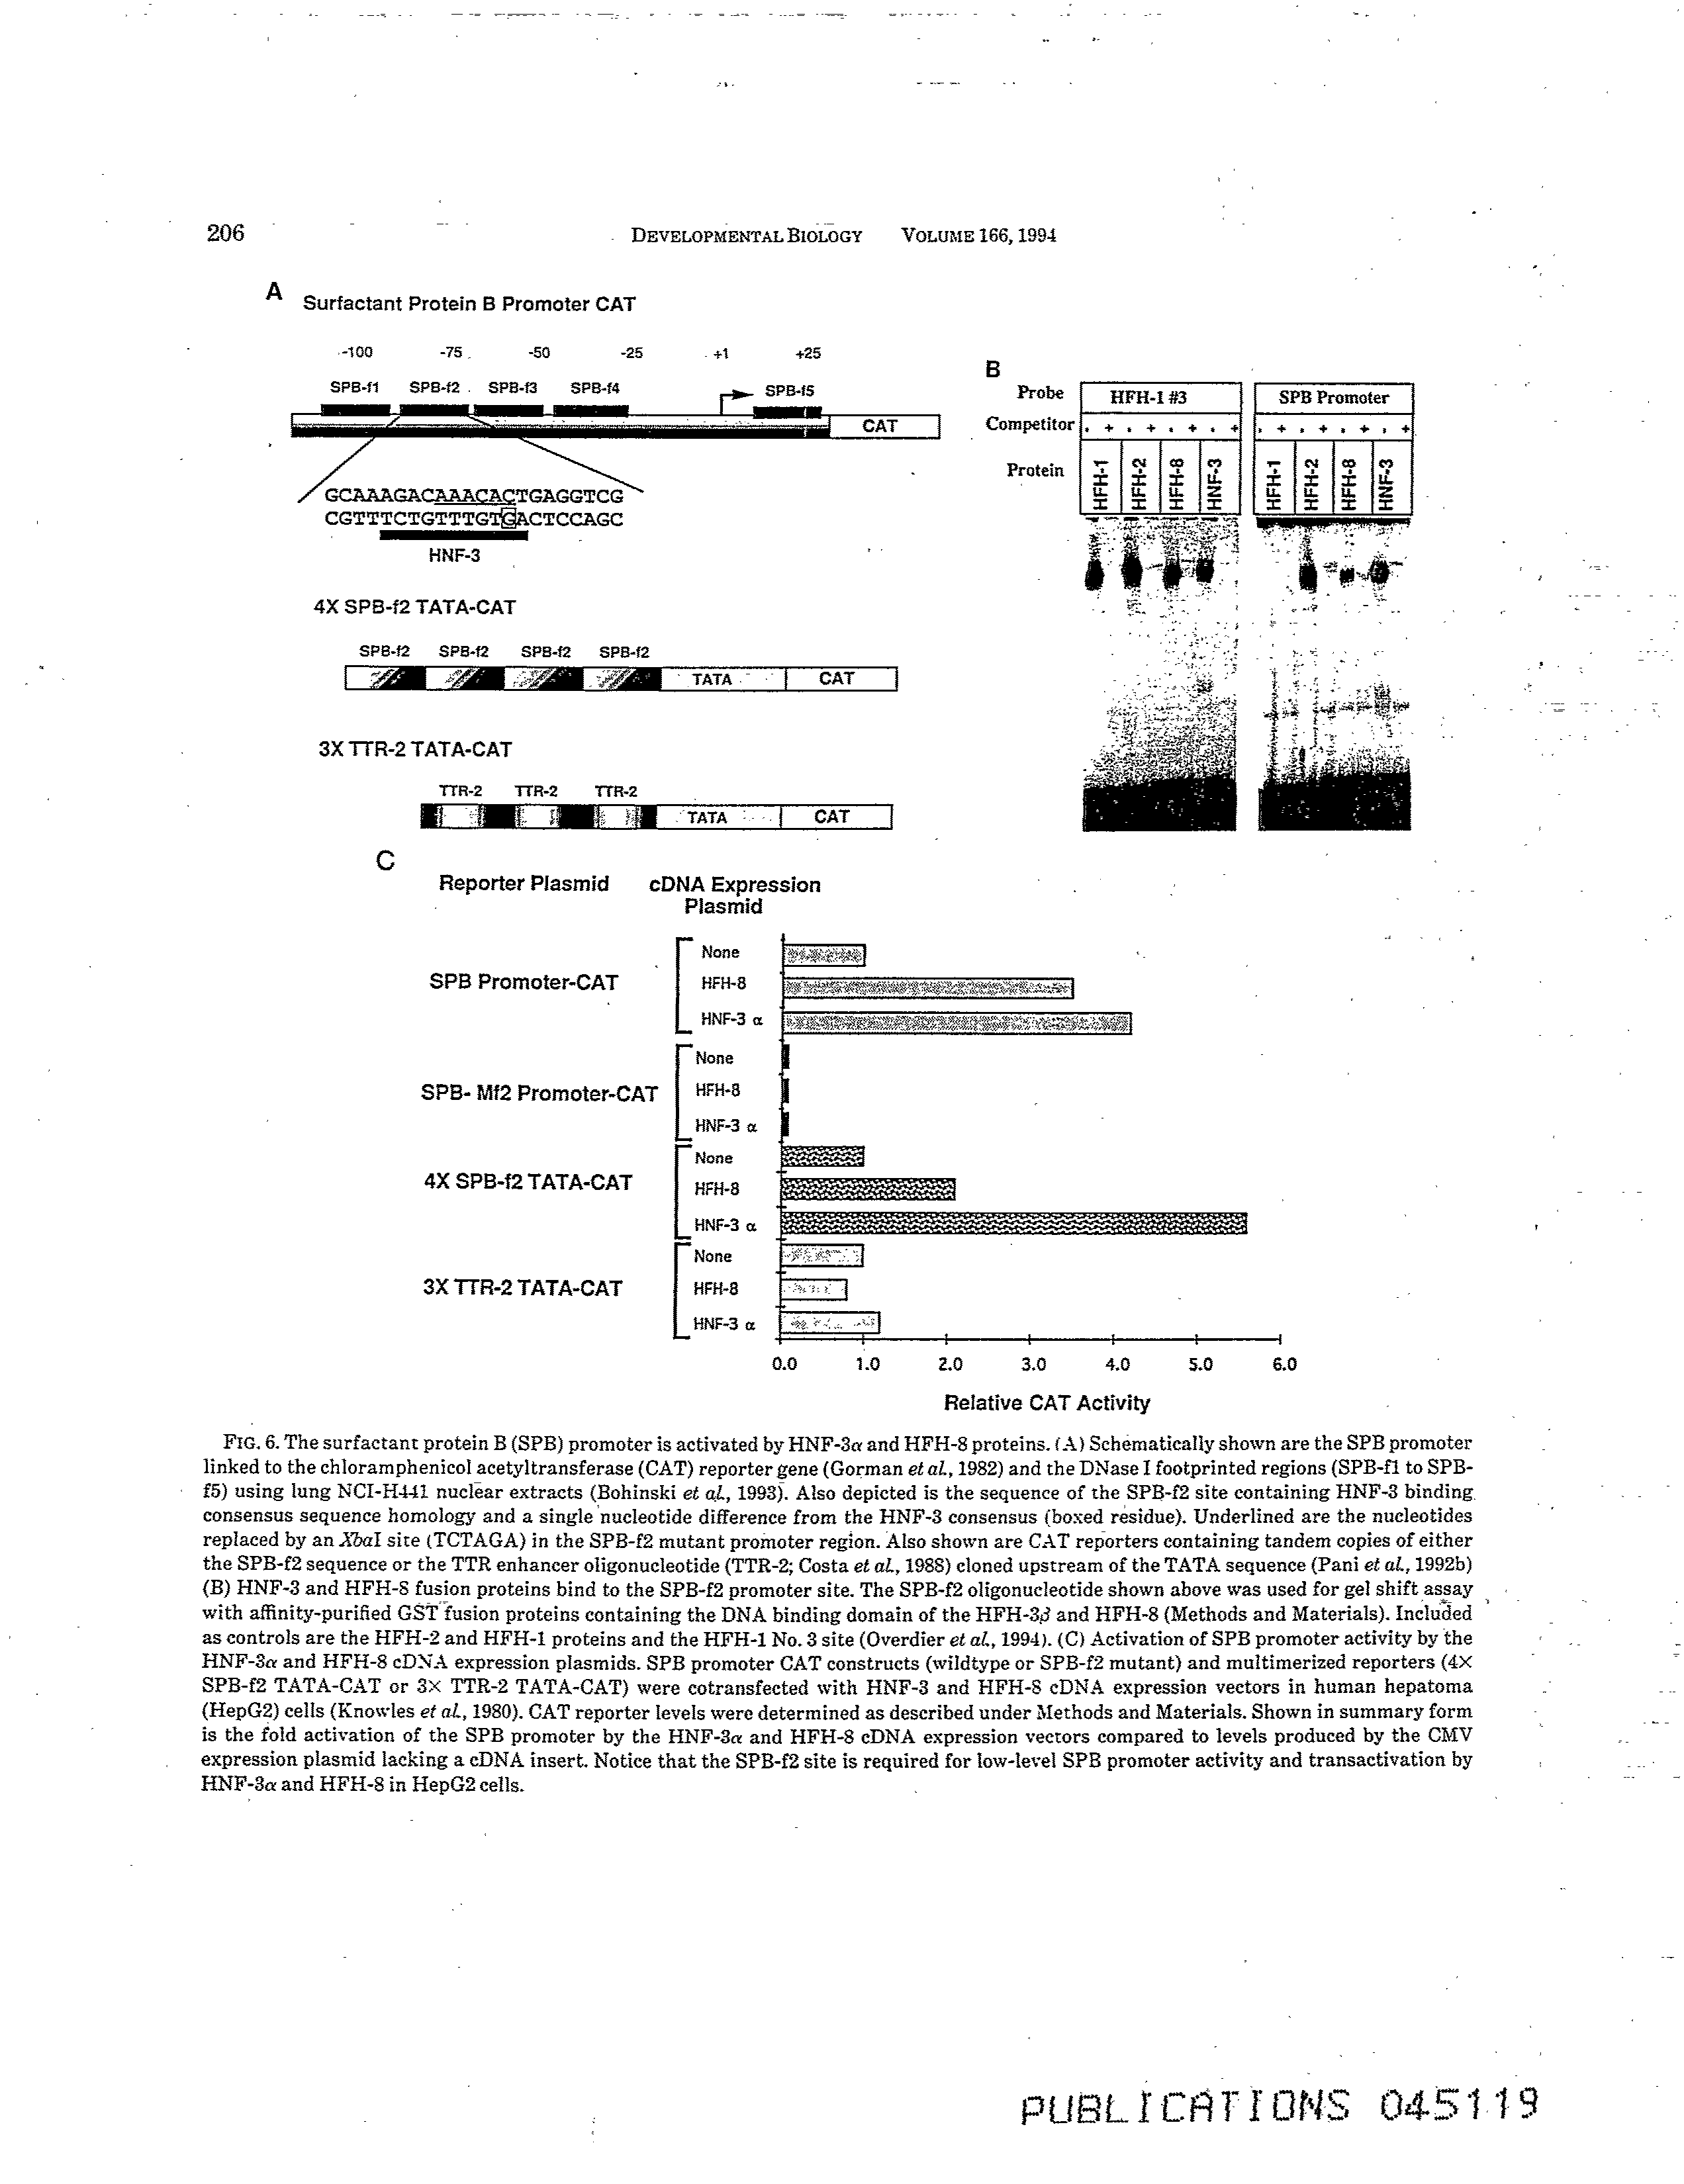 206
DEVELOPMENTAL BIOLOGY VOLUME 166, 1994
A Surfactant Protein B Promoter CAT
-100 -75 -50 -25 +1 +25
SPB-f1 SPB-f2 SPB-f3 SPB-f4 SPB-f5
CAT
GCAAAGACAAACACTGAGGTCG
CGTTTCTGTTTGTGACTCCAGC
HNF-3
4X SPB-f2 TATA-CAT
SPB-f2 SPB-f2 SPB-f2 SPB-f2
TATA CAT
3X TTR-2 TATA-CAT
TTR-2 TTR-2 TTR-2
TATA CAT
B
Probe HFH-1 #3 SPB Promoter
Competitor - + - + - + - + - + - + - + - +
Protein HFH-1 HFH-2 HFH-8 HNF-3 HFH-1 HFH-2 HFH-8 HNF-3
C
Reporter Plasmid cDNA Expression
Plasmid
None
SPB Promoter-CAT HFH-8
HNF-3 α
None
SPB- Mf2 Promoter-CAT HFH-8
HNF-3 α
None
4X SPB-f2 TATA-CAT HFH-8
HNF-3 α
None
3X TTR-2 TATA-CAT HFH-8
HNF-3 α
0.0 1.0 2.0 3.0 4.0 5.0 6.0
Relative CAT Activity
FIG. 6. The surfactant protein B (SPB) promoter is activated by HNF-3α and HFH-8 proteins. (A) Schematically shown are the SPB promoter
linked to the chloramphenicol acetyltransferase (CAT) reporter gene (Gorman et al., 1982) and the DNase I footprinted regions (SPB-f1 to SPB-
f5) using lung NCI-H441 nuclear extracts (Bohinski et al., 1993). Also depicted is the sequence of the SPB-f2 site containing HNF-3 binding
consensus sequence homology and a single nucleotide difference from the HNF-3 consensus (boxed residue). Underlined are the nucleotides
replaced by an XbaI site (TCTAGA) in the SPB-f2 mutant promoter region. Also shown are CAT reporters containing tandem copies of either
the SPB-f2 sequence or the TTR enhancer oligonucleotide (TTR-2; Costa et al., 1988) cloned upstream of the TATA sequence (Pani et al., 1992b)
(B) HNF-3 and HFH-8 fusion proteins bind to the SPB-f2 promoter site. The SPB-f2 oligonucleotide shown above was used for gel shift assay
with affinity-purified GST fusion proteins containing the DNA binding domain of the HFH-3β and HFH-8 (Methods and Materials). Included
as controls are the HFH-2 and HFH-1 proteins and the HFH-1 No. 3 site (Overdier et al., 1994). (C) Activation of SPB promoter activity by the
HNF-3α and HFH-8 cDNA expression plasmids. SPB promoter CAT constructs (wildtype or SPB-f2 mutant) and multimerized reporters (4×
SPB-f2 TATA-CAT or 3× TTR-2 TATA-CAT) were cotransfected with HNF-3 and HFH-8 cDNA expression vectors in human hepatoma
(HepG2) cells (Knowles et al., 1980). CAT reporter levels were determined as described under Methods and Materials. Shown in summary form
is the fold activation of the SPB promoter by the HNF-3α and HFH-8 cDNA expression vectors compared to levels produced by the CMV
expression plasmid lacking a cDNA insert. Notice that the SPB-f2 site is required for low-level SPB promoter activity and transactivation by
HNF-3α and HFH-8 in HepG2 cells.
PUBLICATIONS 045119